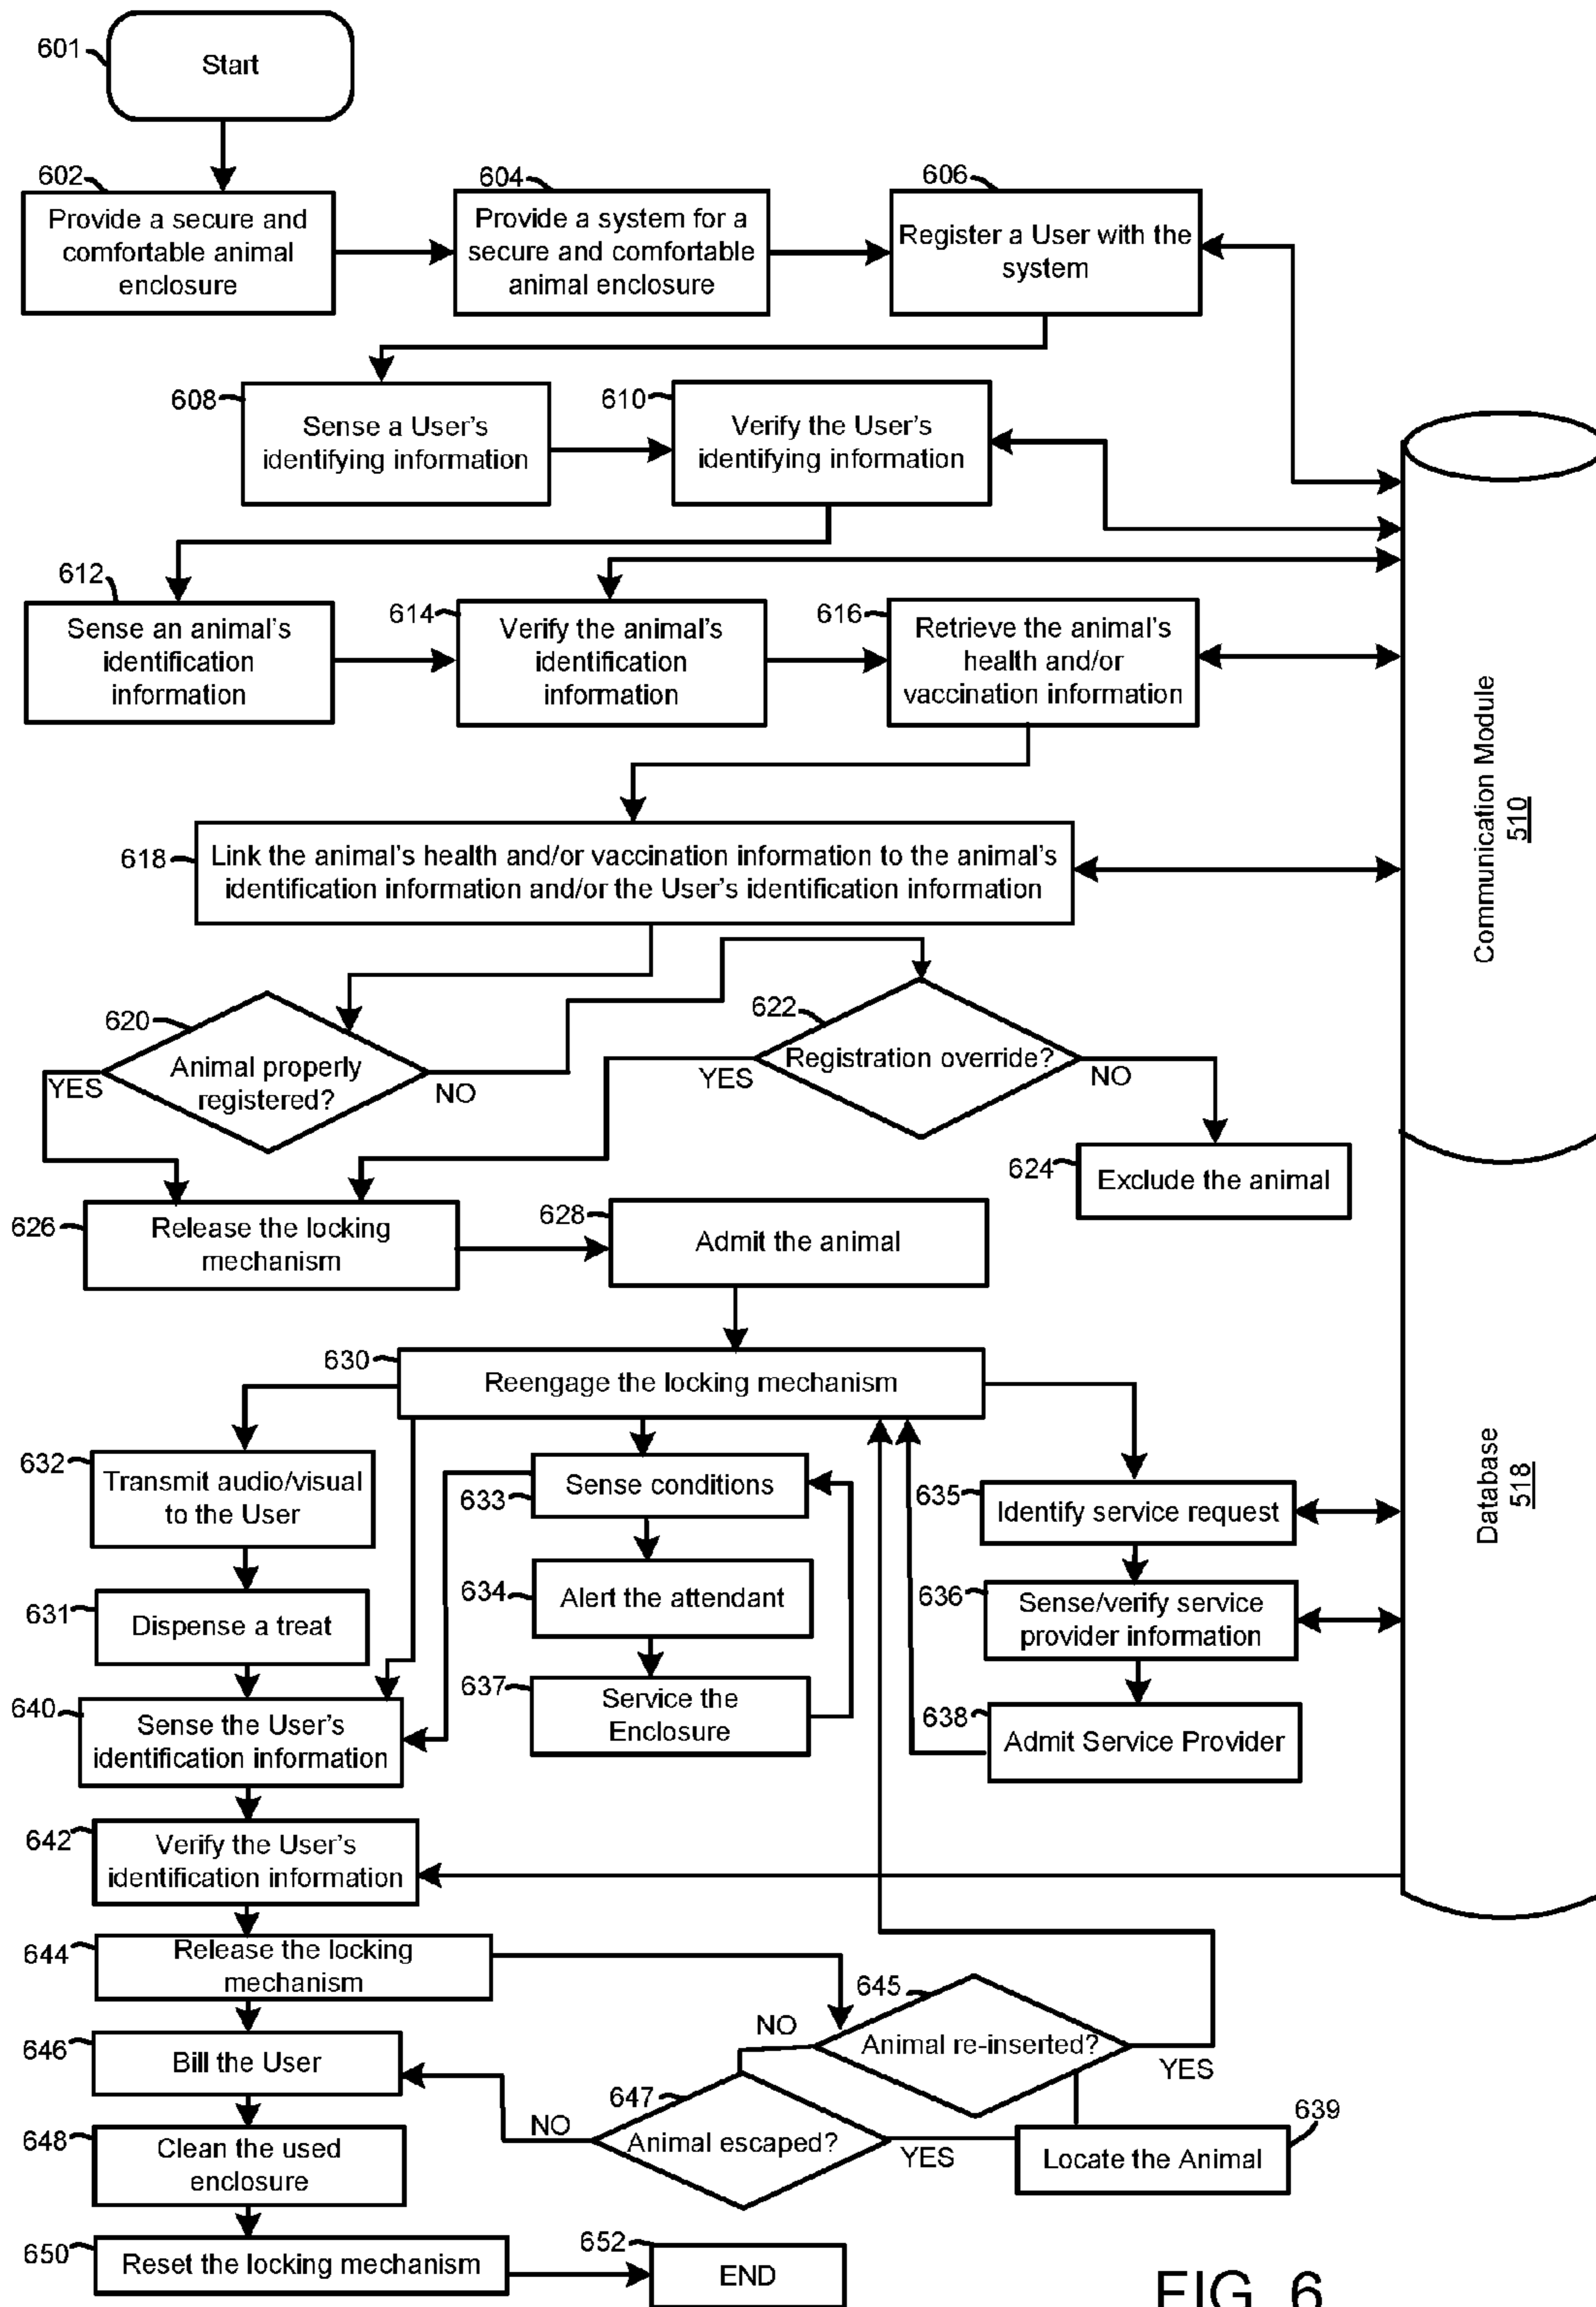 601
Start
602
Provide a secure and
comfortable animal
enclosure
604
Provide a system for a
secure and comfortable
animal enclosure
606
Register a User with the
system
608
Sense a User's
identifying information
610
Verify the User's
identifying information
612
Sense an animal's
identification
information
614
Verify the animal's
identification
information
616
Retrieve the animal's
health and/or
vaccination information
Communication Module
510
618
Link the animal's health and/or vaccination information to the animal's
identification information and/or the User's identification information
620
Animal properly
registered?
YES
NO
622
Registration override?
YES
NO
624
Exclude the animal
626
Release the locking
mechanism
628
Admit the animal
630
Reengage the locking mechanism
632
Transmit audio/visual
to the User
633
Sense conditions
635
Identify service request
Database
518
631
Dispense a treat
634
Alert the attendant
636
Sense/verify service
provider information
637
Service the
Enclosure
638
Admit Service Provider
640
Sense the User's
identification information
642
Verify the User's
identification information
644
Release the locking
mechanism
645
Animal re-inserted?
NO
YES
646
Bill the User
647
Animal escaped?
NO
YES
639
Locate the Animal
648
Clean the used
enclosure
650
Reset the locking mechanism
652
END
FIG. 6